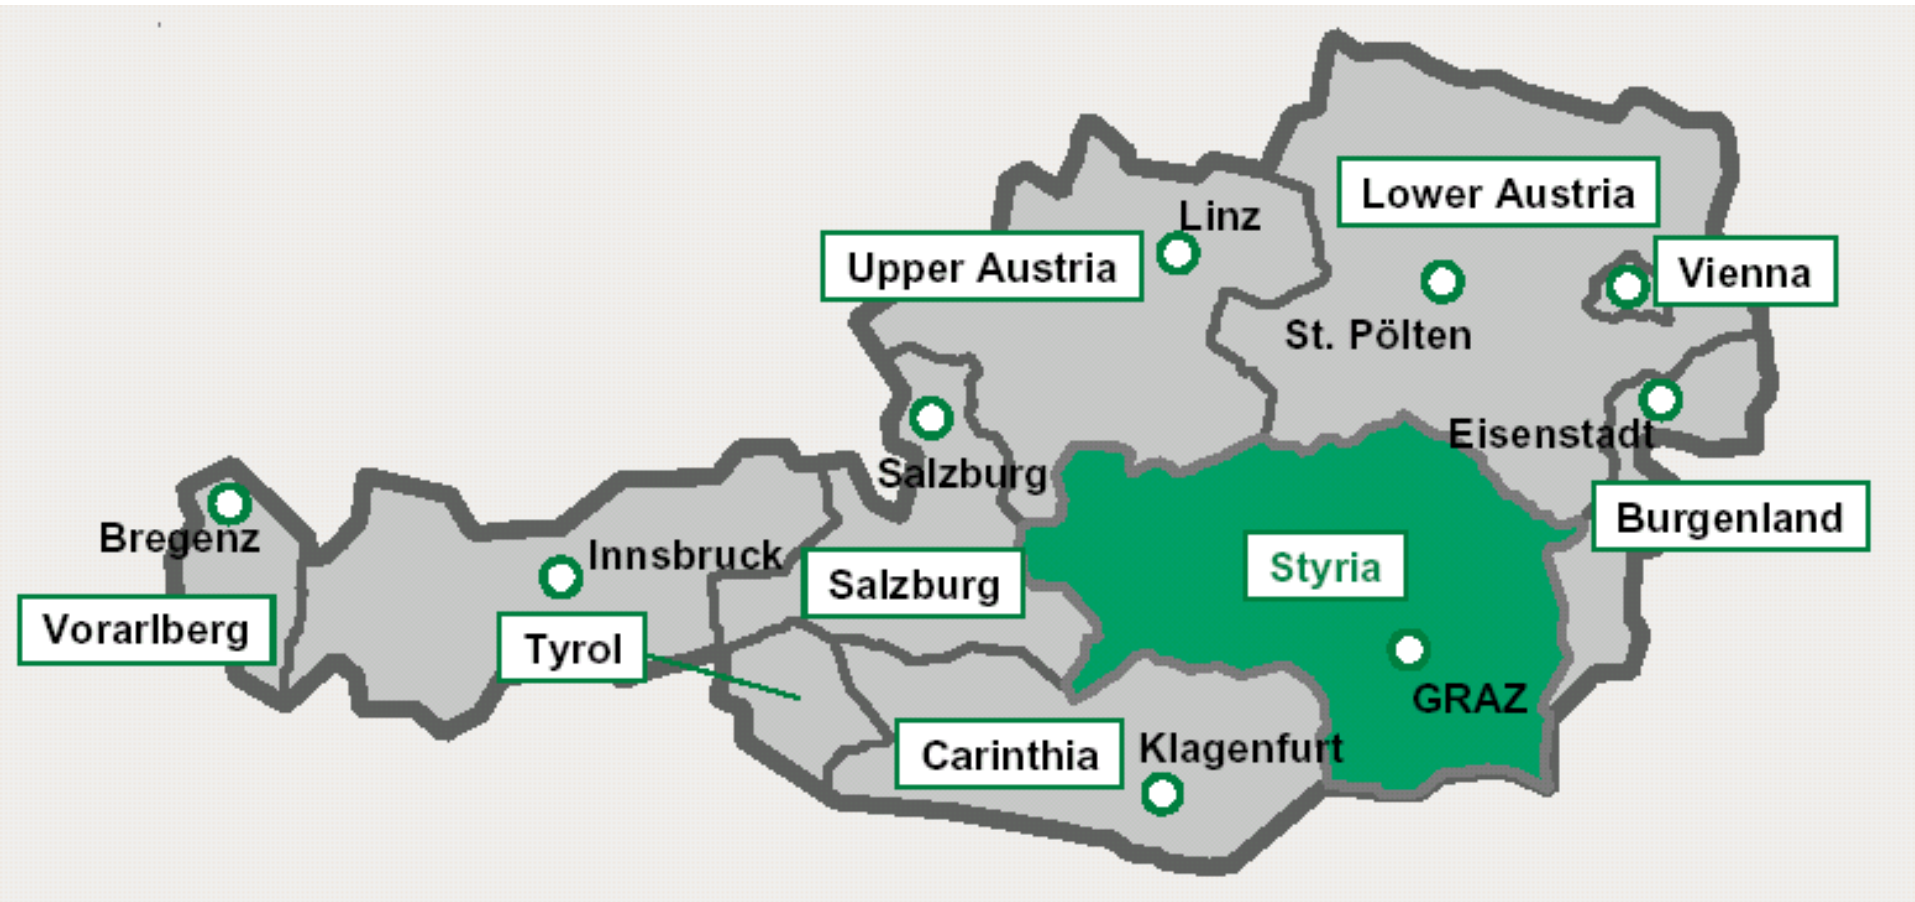 Lower Austria
Linz
Upper Austria
Vienna
St. Pölten
Eisenstadt
Salzburg
Burgenland
Bregenz
Innsbruck
Styria
Salzburg
Vorarlberg
Tyrol
GRAZ
Carinthia
Klagenfurt